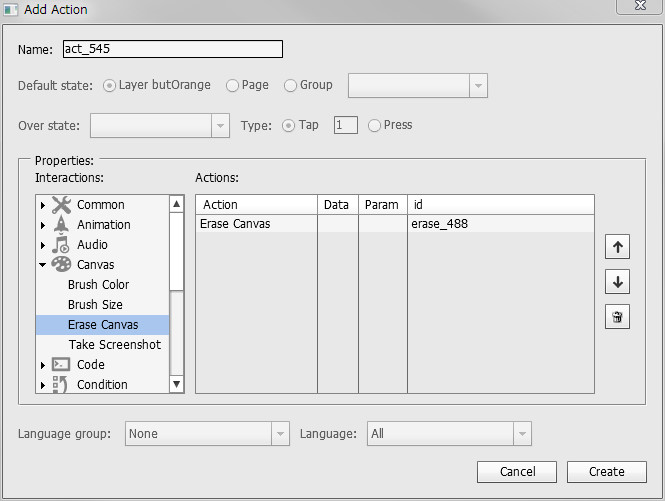 Add Action
Name: act_545
Default state: Layer butOrange Page Group
Over state: Type: Tap 1 Press
Properties:
Interactions: Actions:
Common
Animation
Audio
Canvas
Brush Color
Brush Size
Erase Canvas
Take Screenshot
Code
Condition
Action Data Param id
Erase Canvas erase_488
Language group: None Language: All
Cancel Create